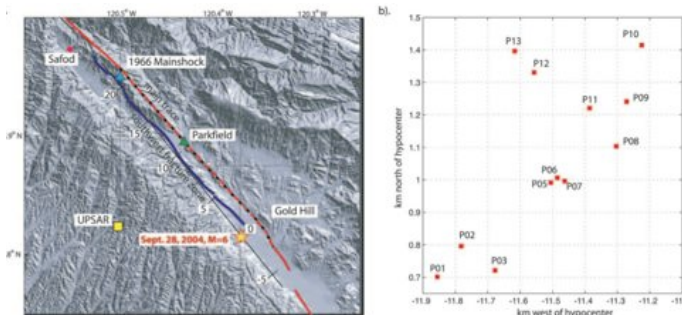 120.5° W
120.4° W
120.3° W
Safod
1966 Mainshock
20
15
Parkfield
10
5
UPSAR
Gold Hill
0
Sept. 28, 2004, M=6
-5
b).
1.5
1.4
1.3
1.2
1.1
1
0.9
0.8
0.7
km north of hypocenter
P13
P10
P12
P11
P09
P08
P06
P05
P07
P02
P01
P03
-11.9
-11.8
-11.7
-11.6
-11.5
-11.4
-11.3
-11.2
-11.1
km west of hypocenter